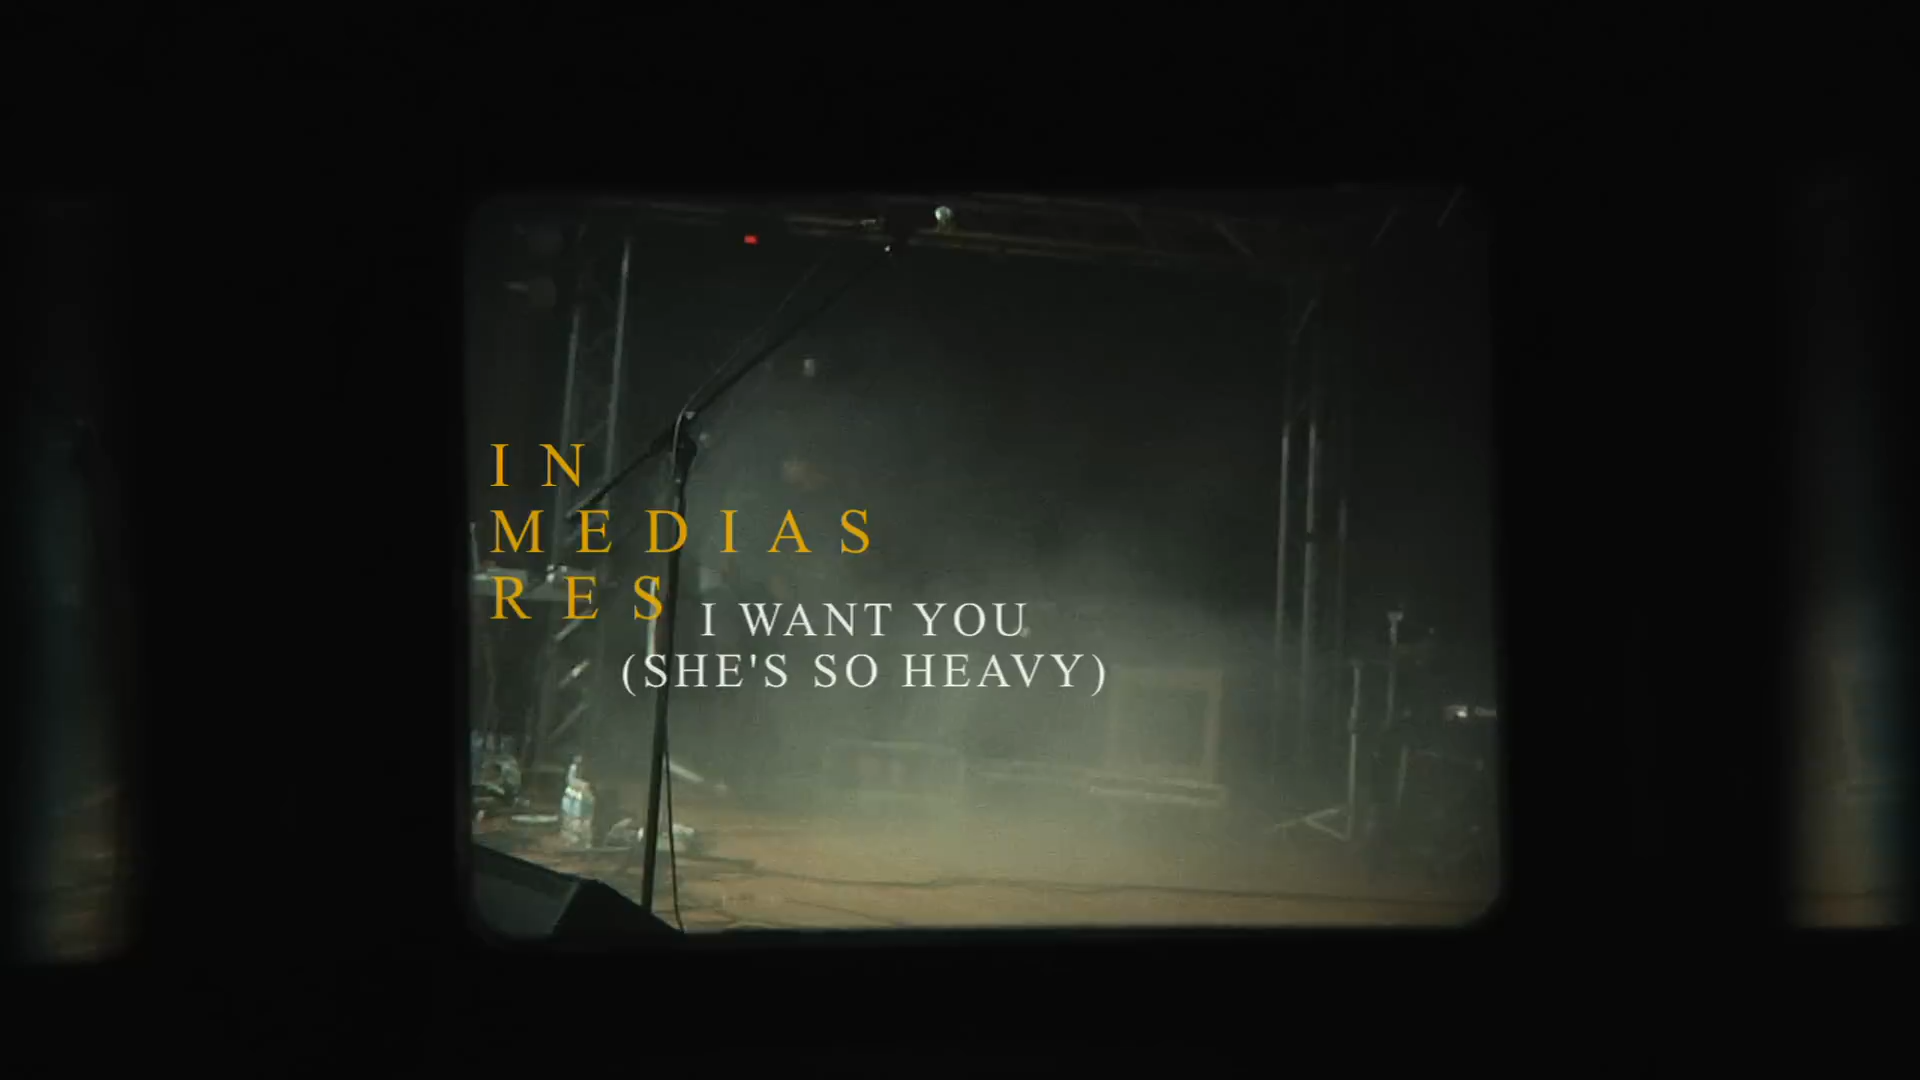 IN
MEDIAS
RES
I WANT YOU
(SHE'S SO HEAVY)